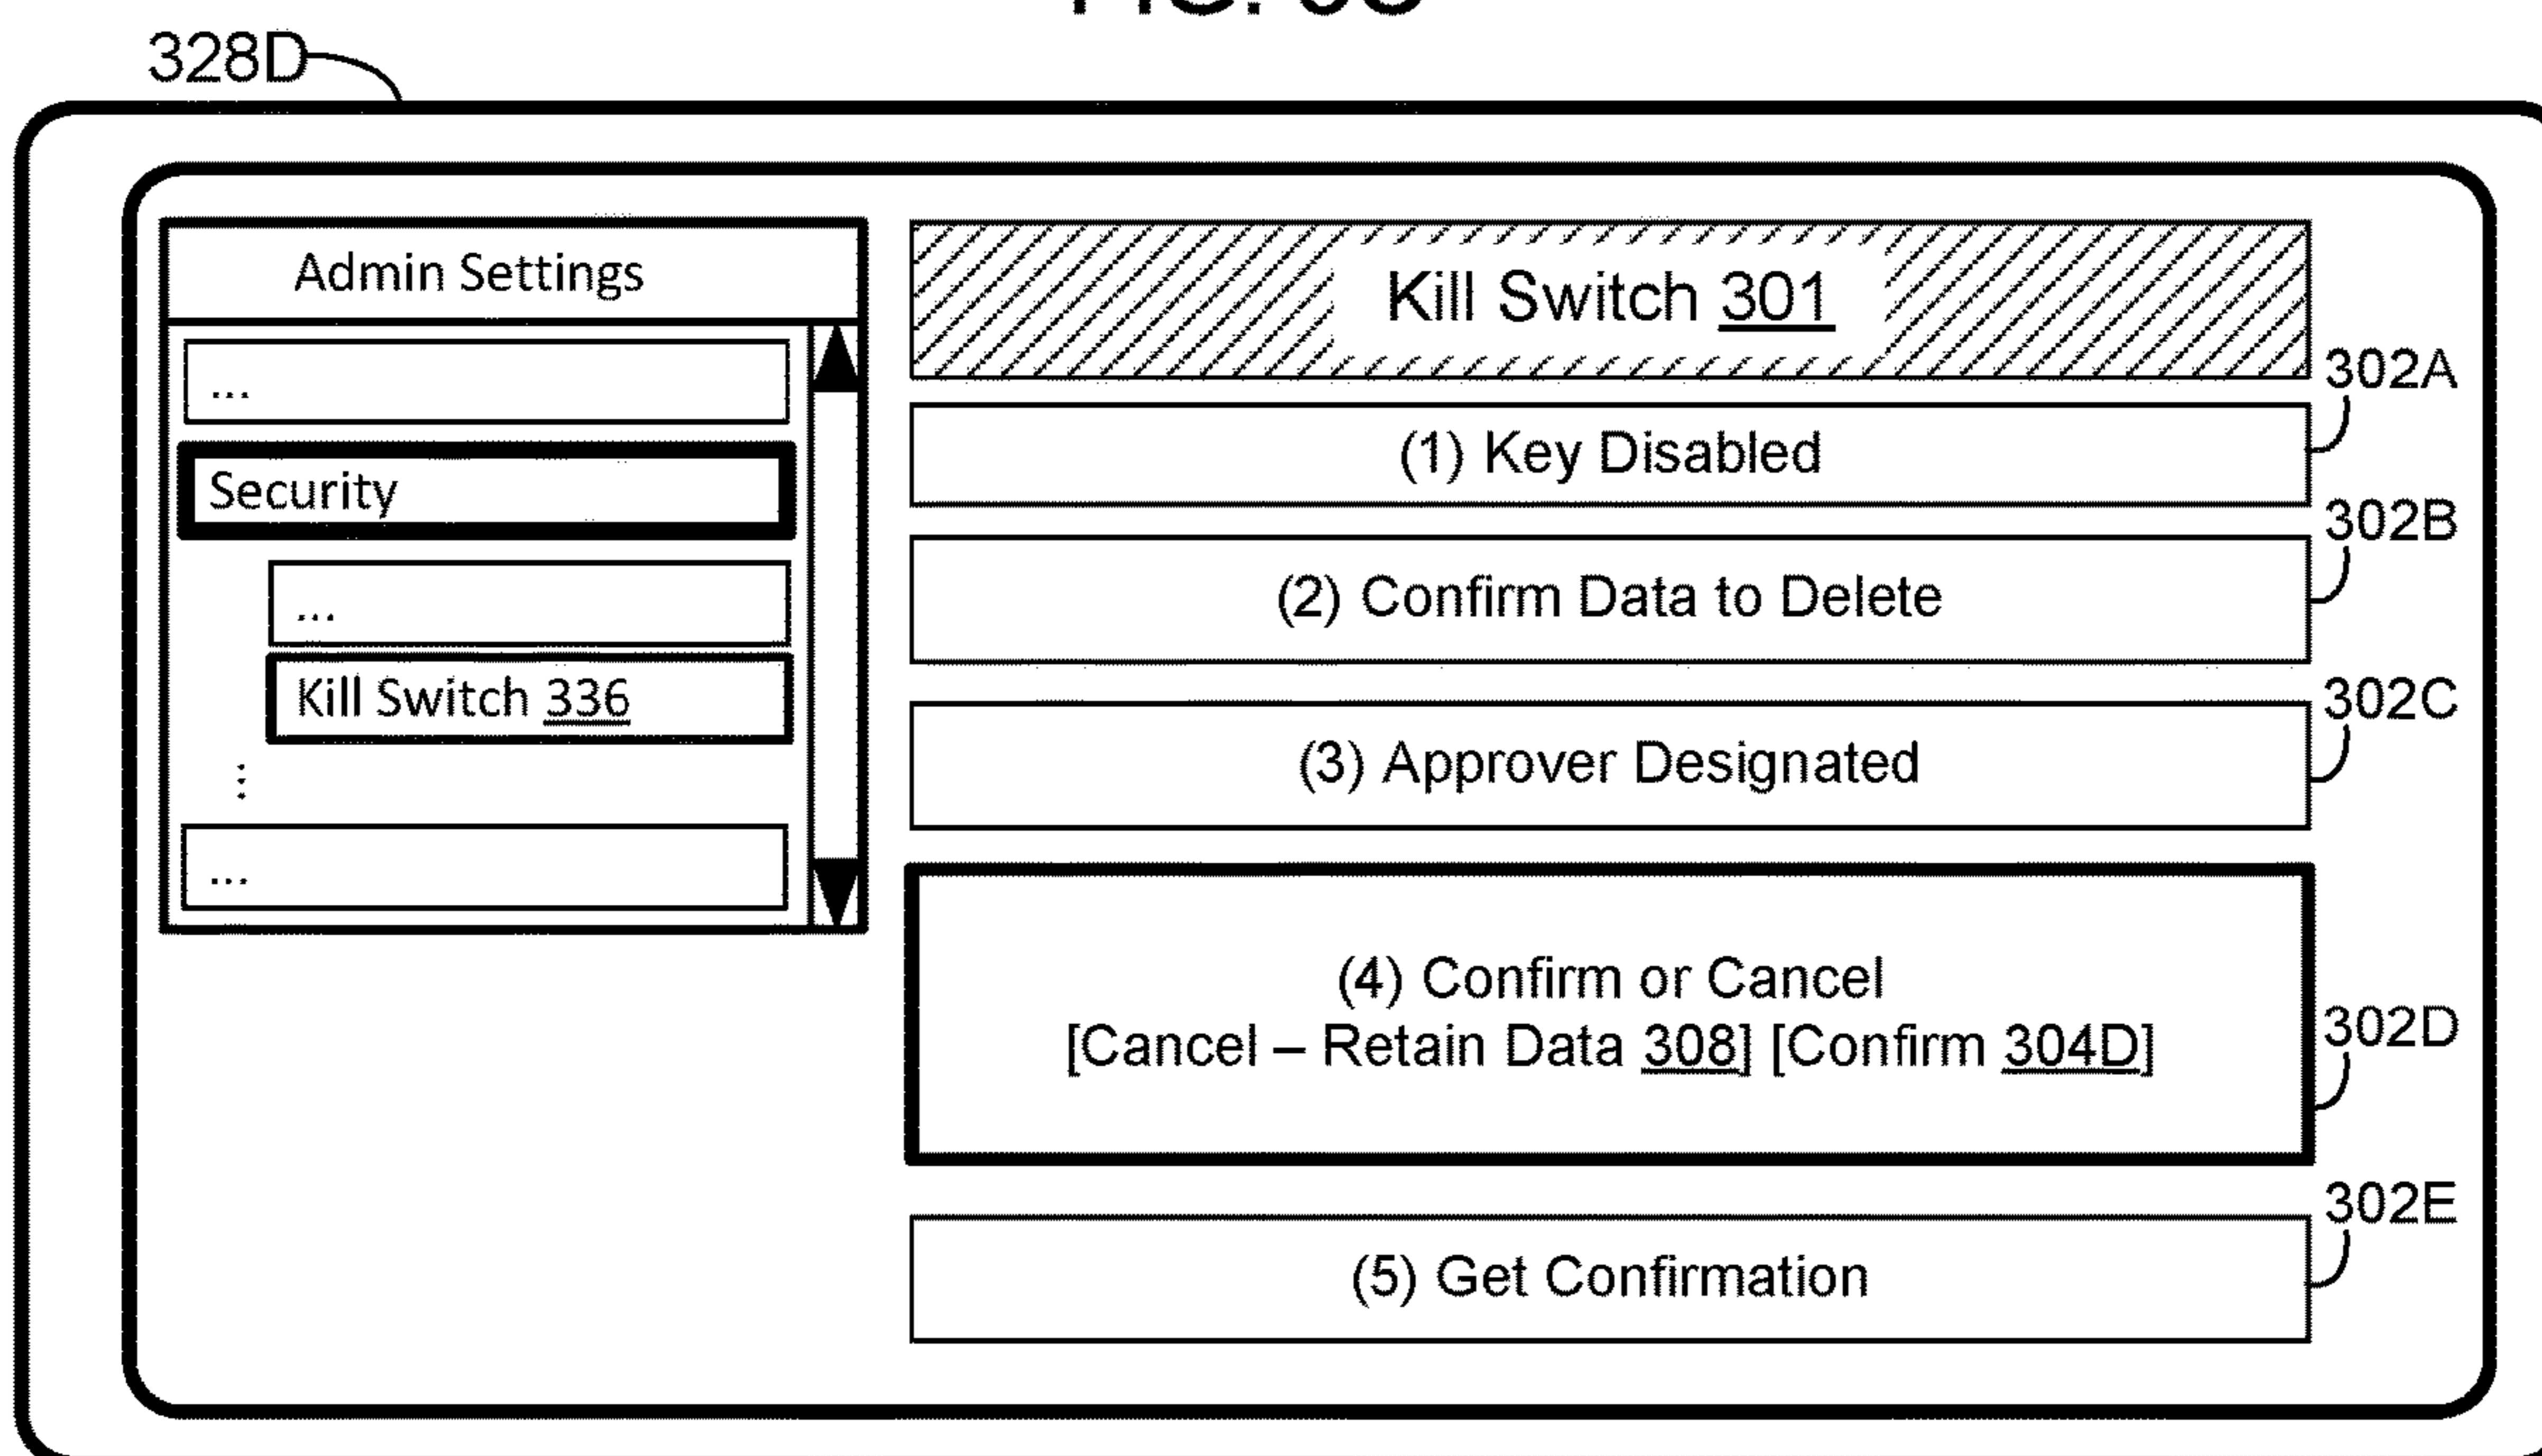 328D
Admin Settings
...
Security
...
Kill Switch 336
...
Kill Switch 301
302A
(1) Key Disabled
302B
(2) Confirm Data to Delete
302C
(3) Approver Designated
(4) Confirm or Cancel
[Cancel – Retain Data 308] [Confirm 304D]
302D
302E
(5) Get Confirmation